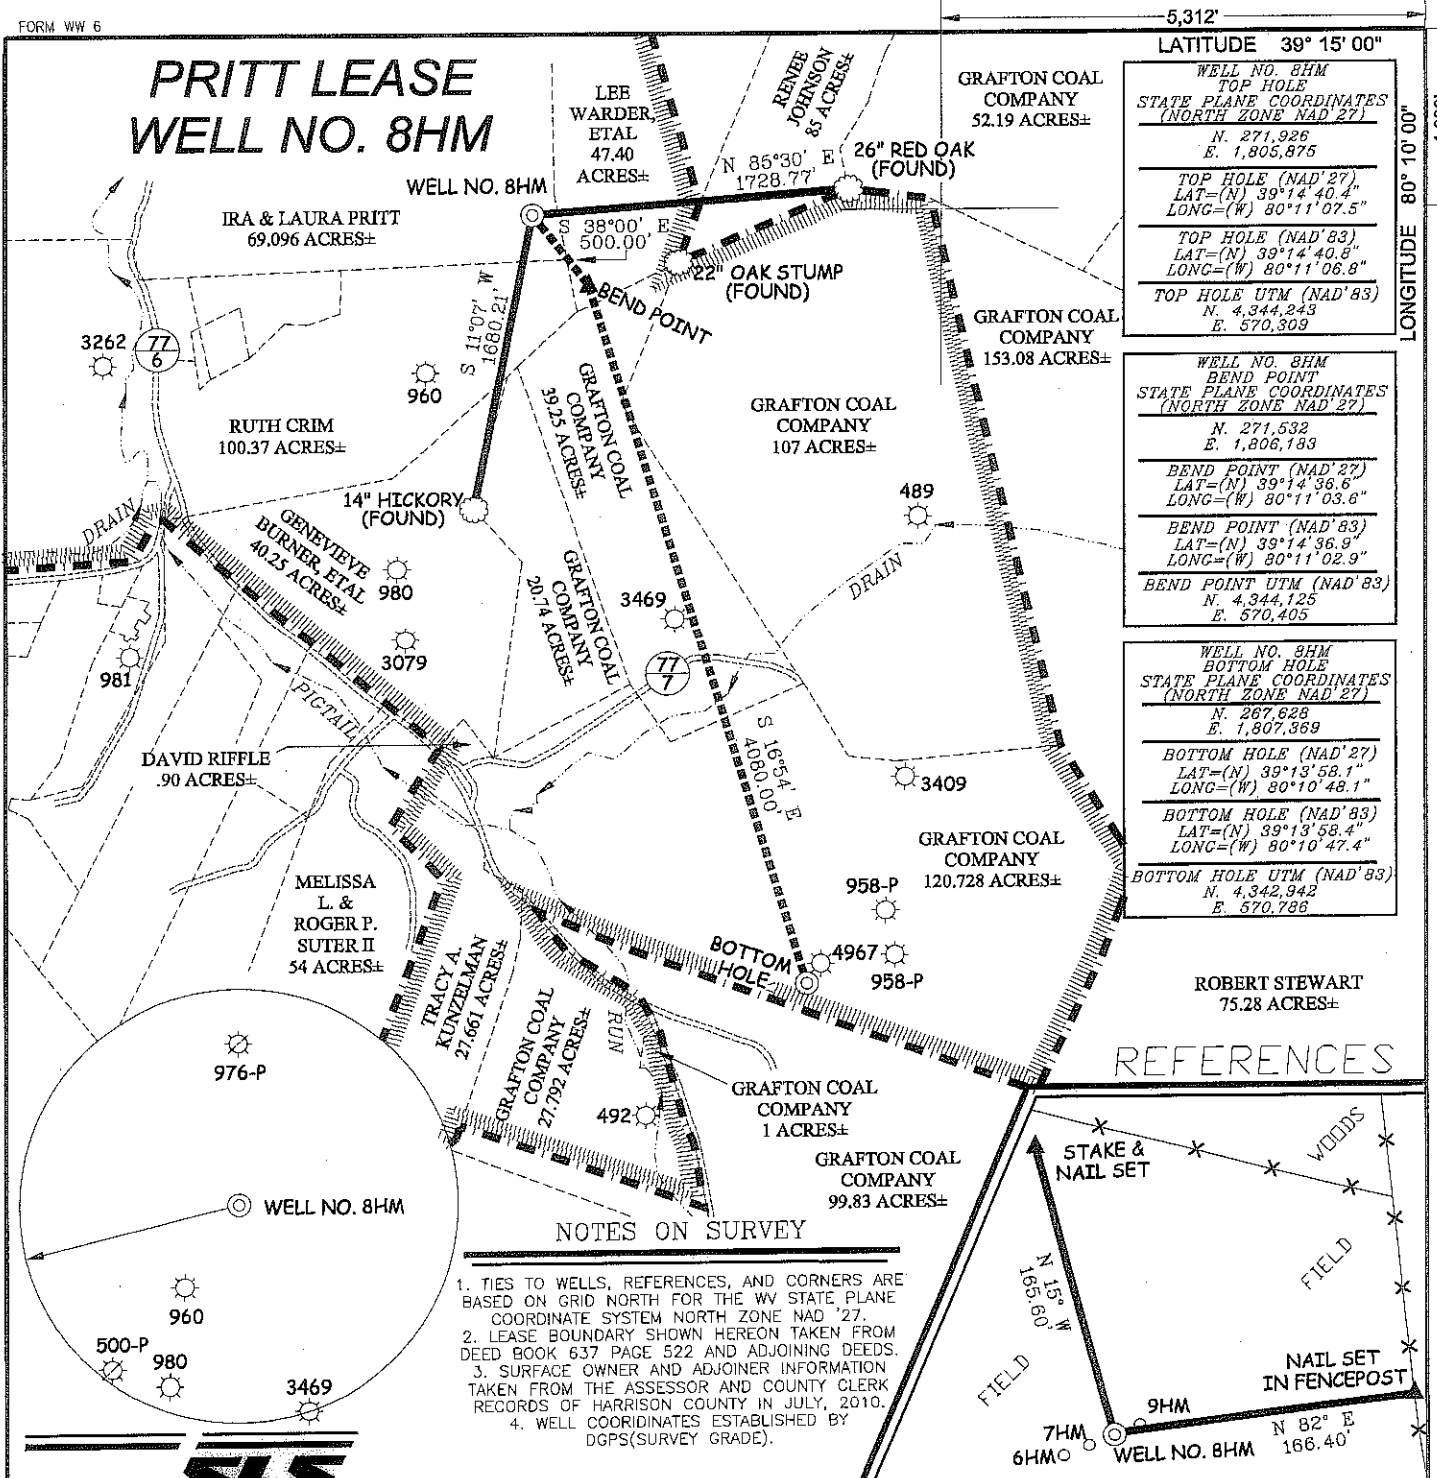 FORM WW 6
5,312'
LATITUDE 39° 15' 00"
LONGITUDE 80° 10' 00"
PRITT LEASE
WELL NO. 8HM
LEE
WARDER,
ETAL
47.40
ACRES±
RENEE
JOHNSON
85 ACRES±
GRAFTON COAL
COMPANY
52.19 ACRES±
N 85°30' E
1728.77'
26" RED OAK
(FOUND)
WELL NO. 8HM
IRA & LAURA PRITT
69.096 ACRES±
S 38°00' E
500.00'
22" OAK STUMP
(FOUND)
BEND POINT
S 11°07' W
1680.21'
GRAFTON COAL
COMPANY
153.08 ACRES±
3262
77
6
960
RUTH CRIM
100.37 ACRES±
GRAFTON COAL
COMPANY
39.25 ACRES±
GRAFTON COAL
COMPANY
107 ACRES±
14" HICKORY
(FOUND)
489
DRAIN
GENEVIEVE
BURNER, ETAL
40.25 ACRES±
980
GRAFTON COAL
COMPANY
20.74 ACRES±
3469
DRAIN
3079
981
77
7
PIGTAIL
S 16°54' E
4080.00'
DAVID RIFFLE
.90 ACRES±
3409
GRAFTON COAL
COMPANY
120.728 ACRES±
MELISSA
L. &
ROGER P.
SUTER II
54 ACRES±
958-P
BOTTOM
HOLE
4967
958-P
TRACY A.
KUNZELMAN
27.661 ACRES±
GRAFTON COAL
COMPANY
27.792 ACRES±
RUN
ROBERT STEWART
75.28 ACRES±
492
GRAFTON COAL
COMPANY
1 ACRES±
GRAFTON COAL
COMPANY
99.83 ACRES±
WELL NO. 8HM
TOP HOLE
STATE PLANE COORDINATES
(NORTH ZONE NAD'27)
N. 271,926
E. 1,805,875
TOP HOLE (NAD'27)
LAT=(N) 39°14'40.4"
LONG=(W) 80°11'07.5"
TOP HOLE (NAD'83)
LAT=(N) 39°14'40.8"
LONG=(W) 80°11'06.8"
TOP HOLE UTM (NAD'83)
N. 4,344,243
E. 570,309
WELL NO. 8HM
BEND POINT
STATE PLANE COORDINATES
(NORTH ZONE NAD'27)
N. 271,532
E. 1,806,183
BEND POINT (NAD'27)
LAT=(N) 39°14'36.6"
LONG=(W) 80°11'03.6"
BEND POINT (NAD'83)
LAT=(N) 39°14'36.9"
LONG=(W) 80°11'02.9"
BEND POINT UTM (NAD'83)
N. 4,344,125
E. 570,405
WELL NO. 8HM
BOTTOM HOLE
STATE PLANE COORDINATES
(NORTH ZONE NAD'27)
N. 267,628
E. 1,807,369
BOTTOM HOLE (NAD'27)
LAT=(N) 39°13'58.1"
LONG=(W) 80°10'48.1"
BOTTOM HOLE (NAD'83)
LAT=(N) 39°13'58.4"
LONG=(W) 80°10'47.4"
BOTTOM HOLE UTM (NAD'83)
N. 4,342,942
E. 570,786
976-P
WELL NO. 8HM
960
500-P
980
3469
SLS
NOTES ON SURVEY
1. TIES TO WELLS, REFERENCES, AND CORNERS ARE
BASED ON GRID NORTH FOR THE WV STATE PLANE
COORDINATE SYSTEM NORTH ZONE NAD '27.
2. LEASE BOUNDARY SHOWN HEREON TAKEN FROM
DEED BOOK 637 PAGE 522 AND ADJOINING DEEDS.
3. SURFACE OWNER AND ADJOINER INFORMATION
TAKEN FROM THE ASSESSOR AND COUNTY CLERK
RECORDS OF HARRISON COUNTY IN JULY, 2010.
4. WELL COORIDINATES ESTABLISHED BY
DGPS(SURVEY GRADE).
REFERENCES
STAKE &
NAIL SET
WOODS
FIELD
N 15° W
165.60'
FIELD
NAIL SET
IN FENCEPOST
9HM
7HM
6HM
WELL NO. 8HM
N 82° E
166.40'